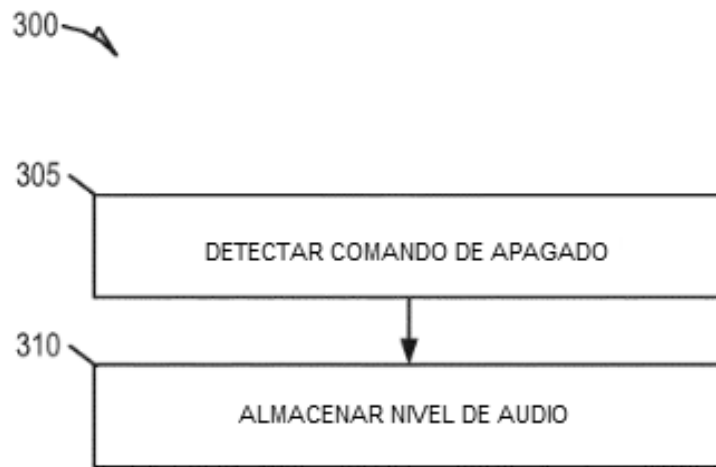 300
305
DETECTAR COMANDO DE APAGADO
310
ALMACENAR NIVEL DE AUDIO